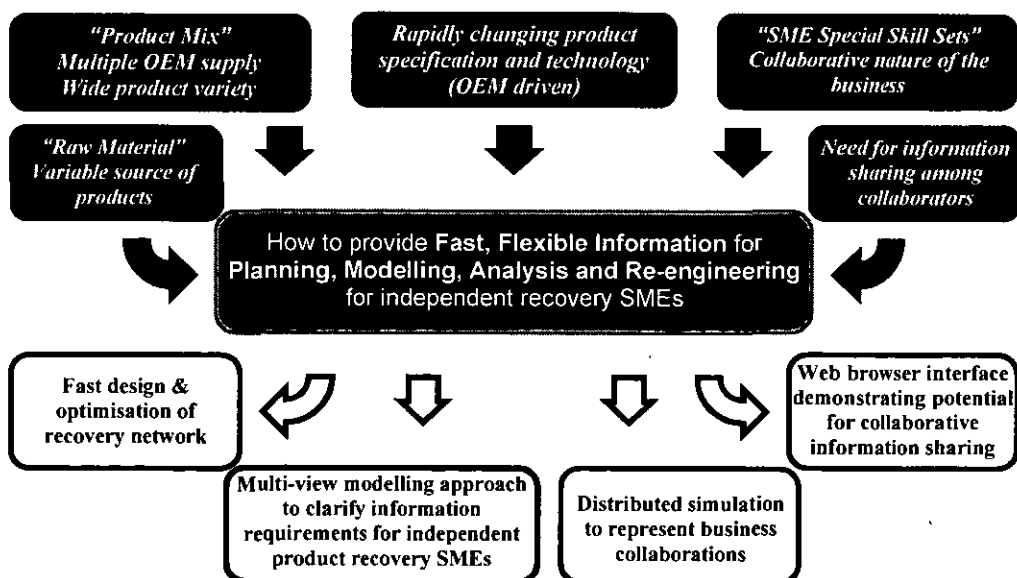 "Product Mix"
Multiple OEM supply
Wide product variety
Rapidly changing product
specification and technology
(OEM driven)
"SME Special Skill Sets"
Collaborative nature of the
business
"Raw Material"
Variable source of
products
Need for information
sharing among
collaborators
How to provide Fast, Flexible Information for
Planning, Modelling, Analysis and Re-engineering
for independent recovery SMEs
Fast design &
optimisation of
recovery network
Web browser interface
demonstrating potential
for collaborative
information sharing
Multi-view modelling approach
to clarify information
requirements for independent
product recovery SMEs
Distributed simulation
to represent business
collaborations